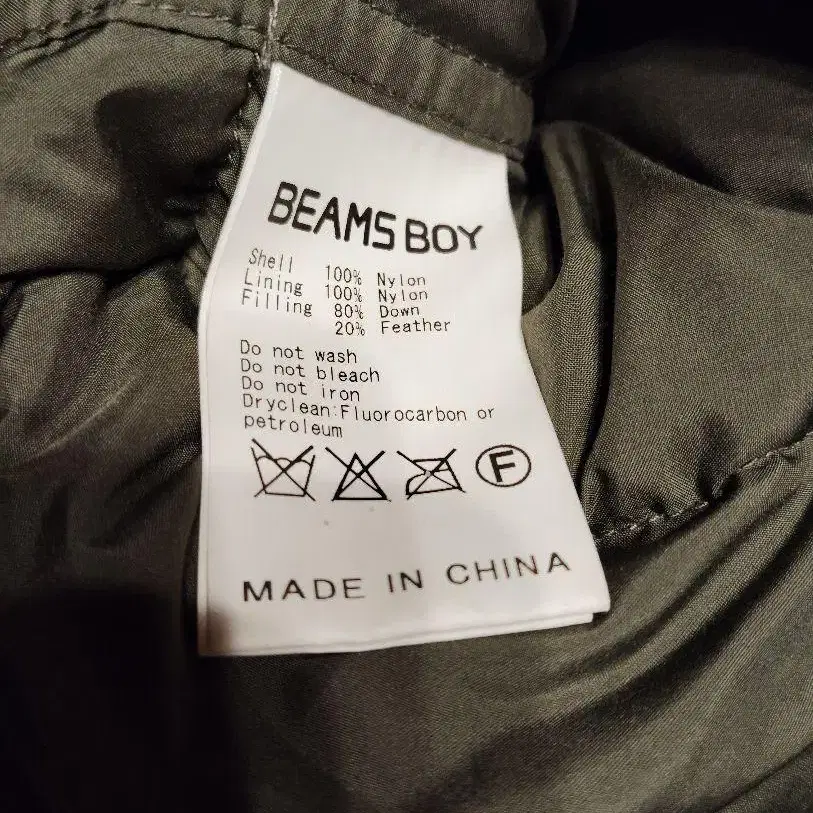 BEAMS BOY
Shell 100% Nylon
Lining 100% Nylon
Filling 80% Down
20% Feather
Do not wash
Do not bleach
Do not iron
Dryclean:Fluorocarbon or
petroleum
F
MADE IN CHINA